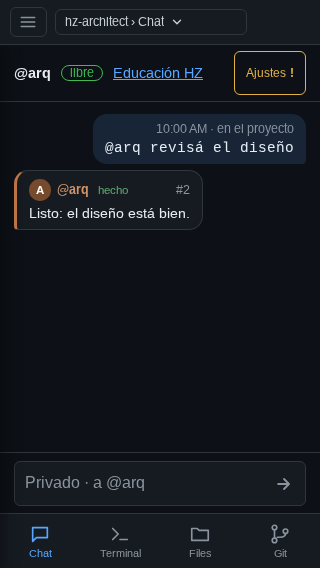 hz-architect › Chat
@arq libre Educación HZ Ajustes !
10:00 AM · en el proyecto
@arq revisá el diseño
A @arq hecho #2
Listo: el diseño está bien.
Privado · a @arq
Chat Terminal Files Git